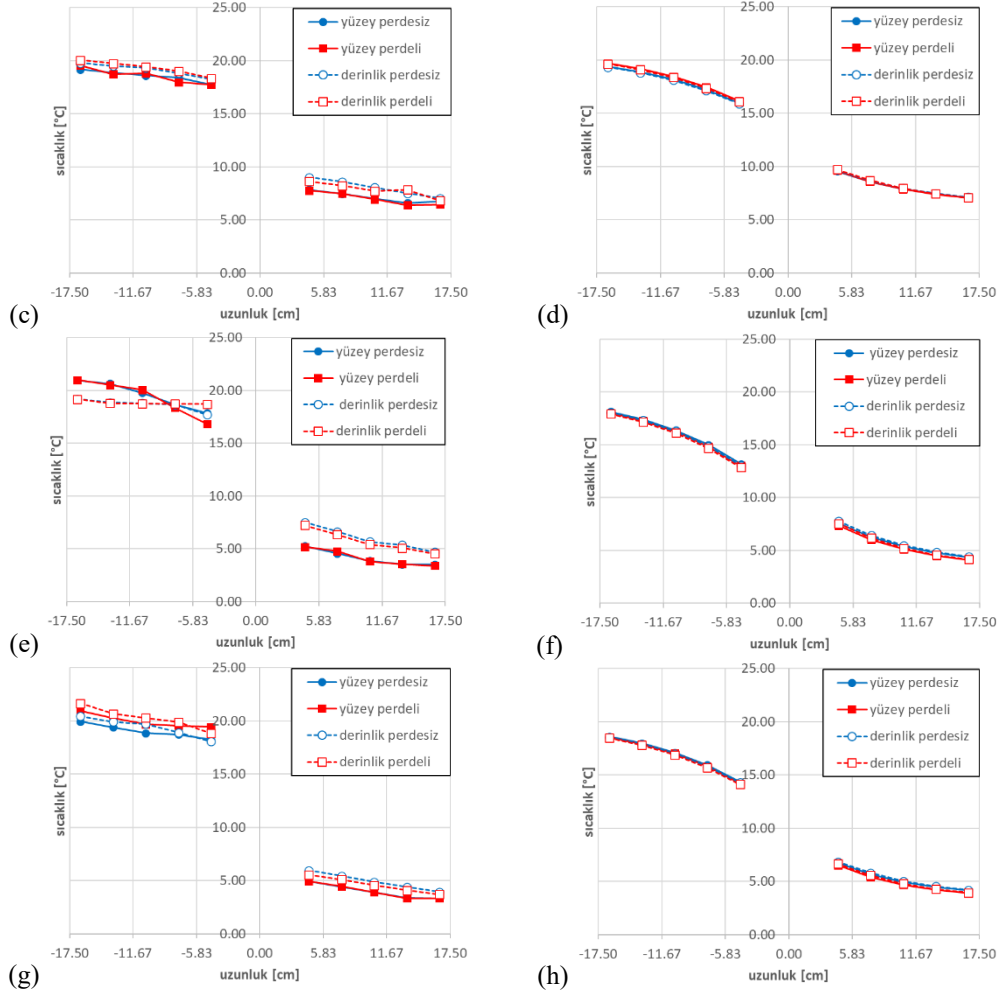 25.00
20.00
15.00
10.00
5.00
0.00
sıcaklık [°C]
yüzey perdesiz
yüzey perdeli
derinlik perdesiz
derinlik perdeli
-17.50 -11.67 -5.83 0.00 5.83 11.67 17.50
uzunluk [cm]
(c)
25.00
20.00
15.00
10.00
5.00
0.00
sıcaklık [°C]
yüzey perdesiz
yüzey perdeli
derinlik perdesiz
derinlik perdeli
-17.50 -11.67 -5.83 0.00 5.83 11.67 17.50
uzunluk [cm]
(d)
25.00
20.00
15.00
10.00
5.00
0.00
sıcaklık [°C]
yüzey perdesiz
yüzey perdeli
derinlik perdesiz
derinlik perdeli
-17.50 -11.67 -5.83 0.00 5.83 11.67 17.50
uzunluk [cm]
(e)
25.00
20.00
15.00
10.00
5.00
0.00
sıcaklık [°C]
yüzey perdesiz
yüzey perdeli
derinlik perdesiz
derinlik perdeli
-17.50 -11.67 -5.83 0.00 5.83 11.67 17.50
uzunluk [cm]
(f)
25.00
20.00
15.00
10.00
5.00
0.00
sıcaklık [°C]
yüzey perdesiz
yüzey perdeli
derinlik perdesiz
derinlik perdeli
-17.50 -11.67 -5.83 0.00 5.83 11.67 17.50
uzunluk [cm]
(g)
25.00
20.00
15.00
10.00
5.00
0.00
sıcaklık [°C]
yüzey perdesiz
yüzey perdeli
derinlik perdesiz
derinlik perdeli
-17.50 -11.67 -5.83 0.00 5.83 11.67 17.50
uzunluk [cm]
(h)